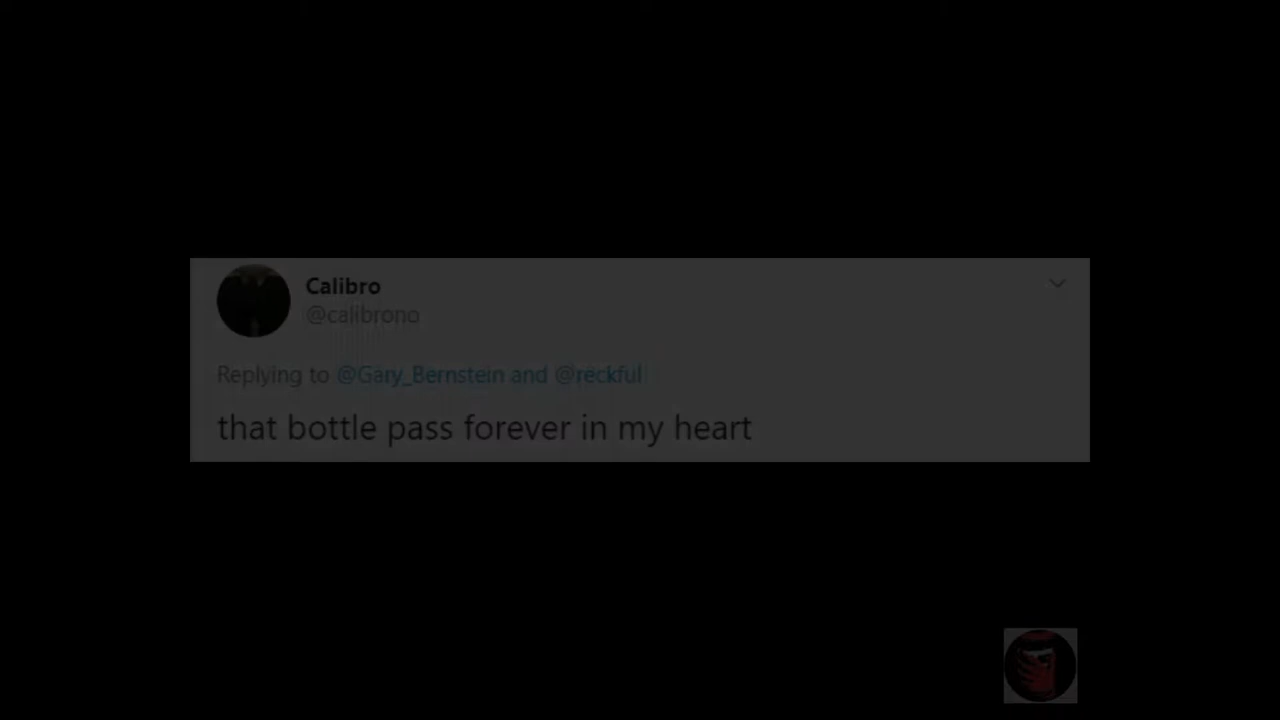 Calibro
@calibrono
Replying to @Gary_Bernstein and @reckful
that bottle pass forever in my heart